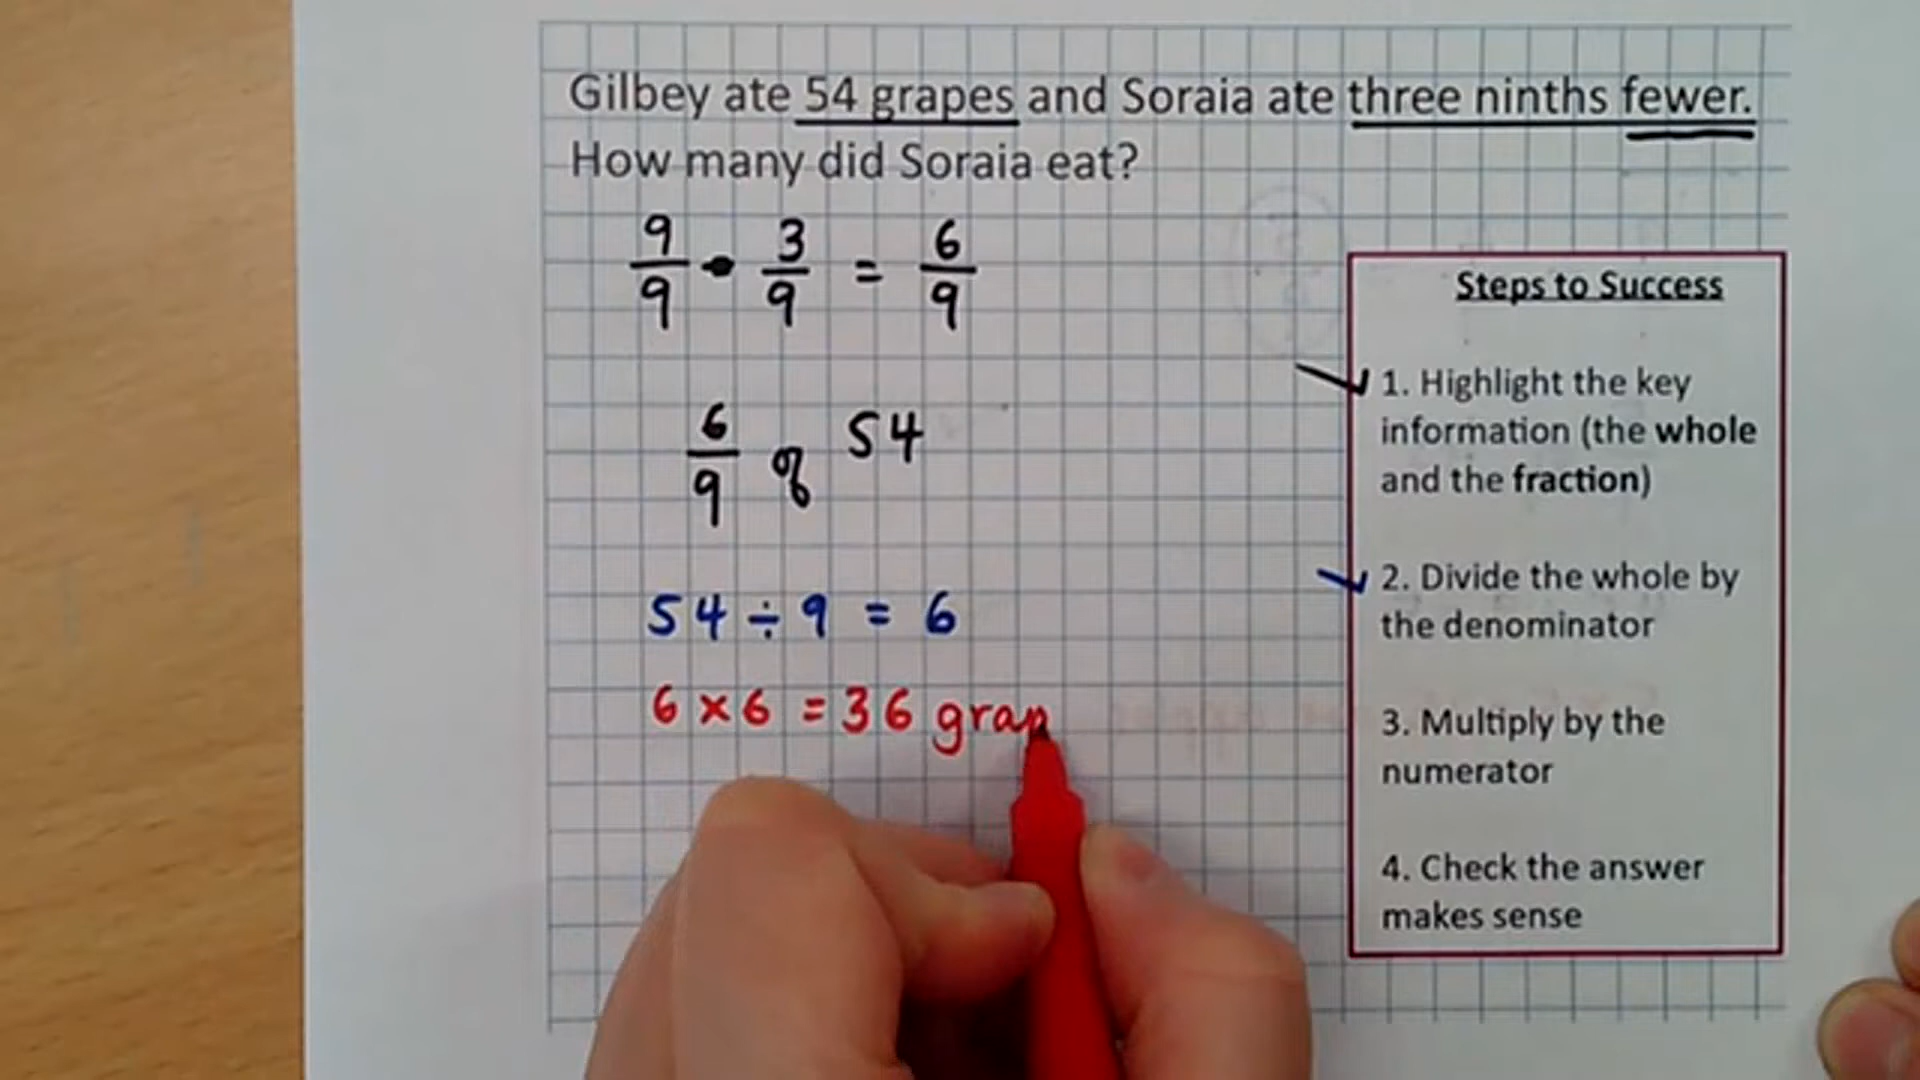 Gilbey ate 54 grapes and Soraia ate three ninths fewer.
How many did Soraia eat?
9/9 - 3/9 = 6/9
6/9 of 54
54 ÷ 9 = 6
6 × 6 = 36 grap
Steps to Success
1. Highlight the key
information (the whole
and the fraction)
2. Divide the whole by
the denominator
3. Multiply by the
numerator
4. Check the answer
makes sense